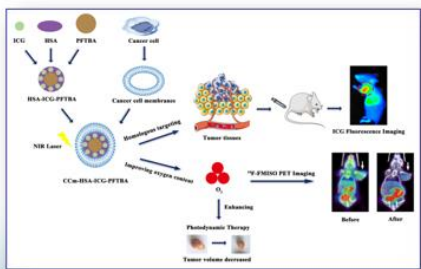 ICG HSA PFTBA Cancer cell
HSA-ICG-PFTBA
Cancer cell membranes
NIR Laser
CCm-HSA-ICG-PFTBA
Homologous targeting
Improving oxygen content
Tumor tissues
ICG Fluorescence Imaging
O₂
¹⁸F-FMISO PET Imaging
Before After
Enhancing
Photodynamic Therapy
Tumor volume decreased